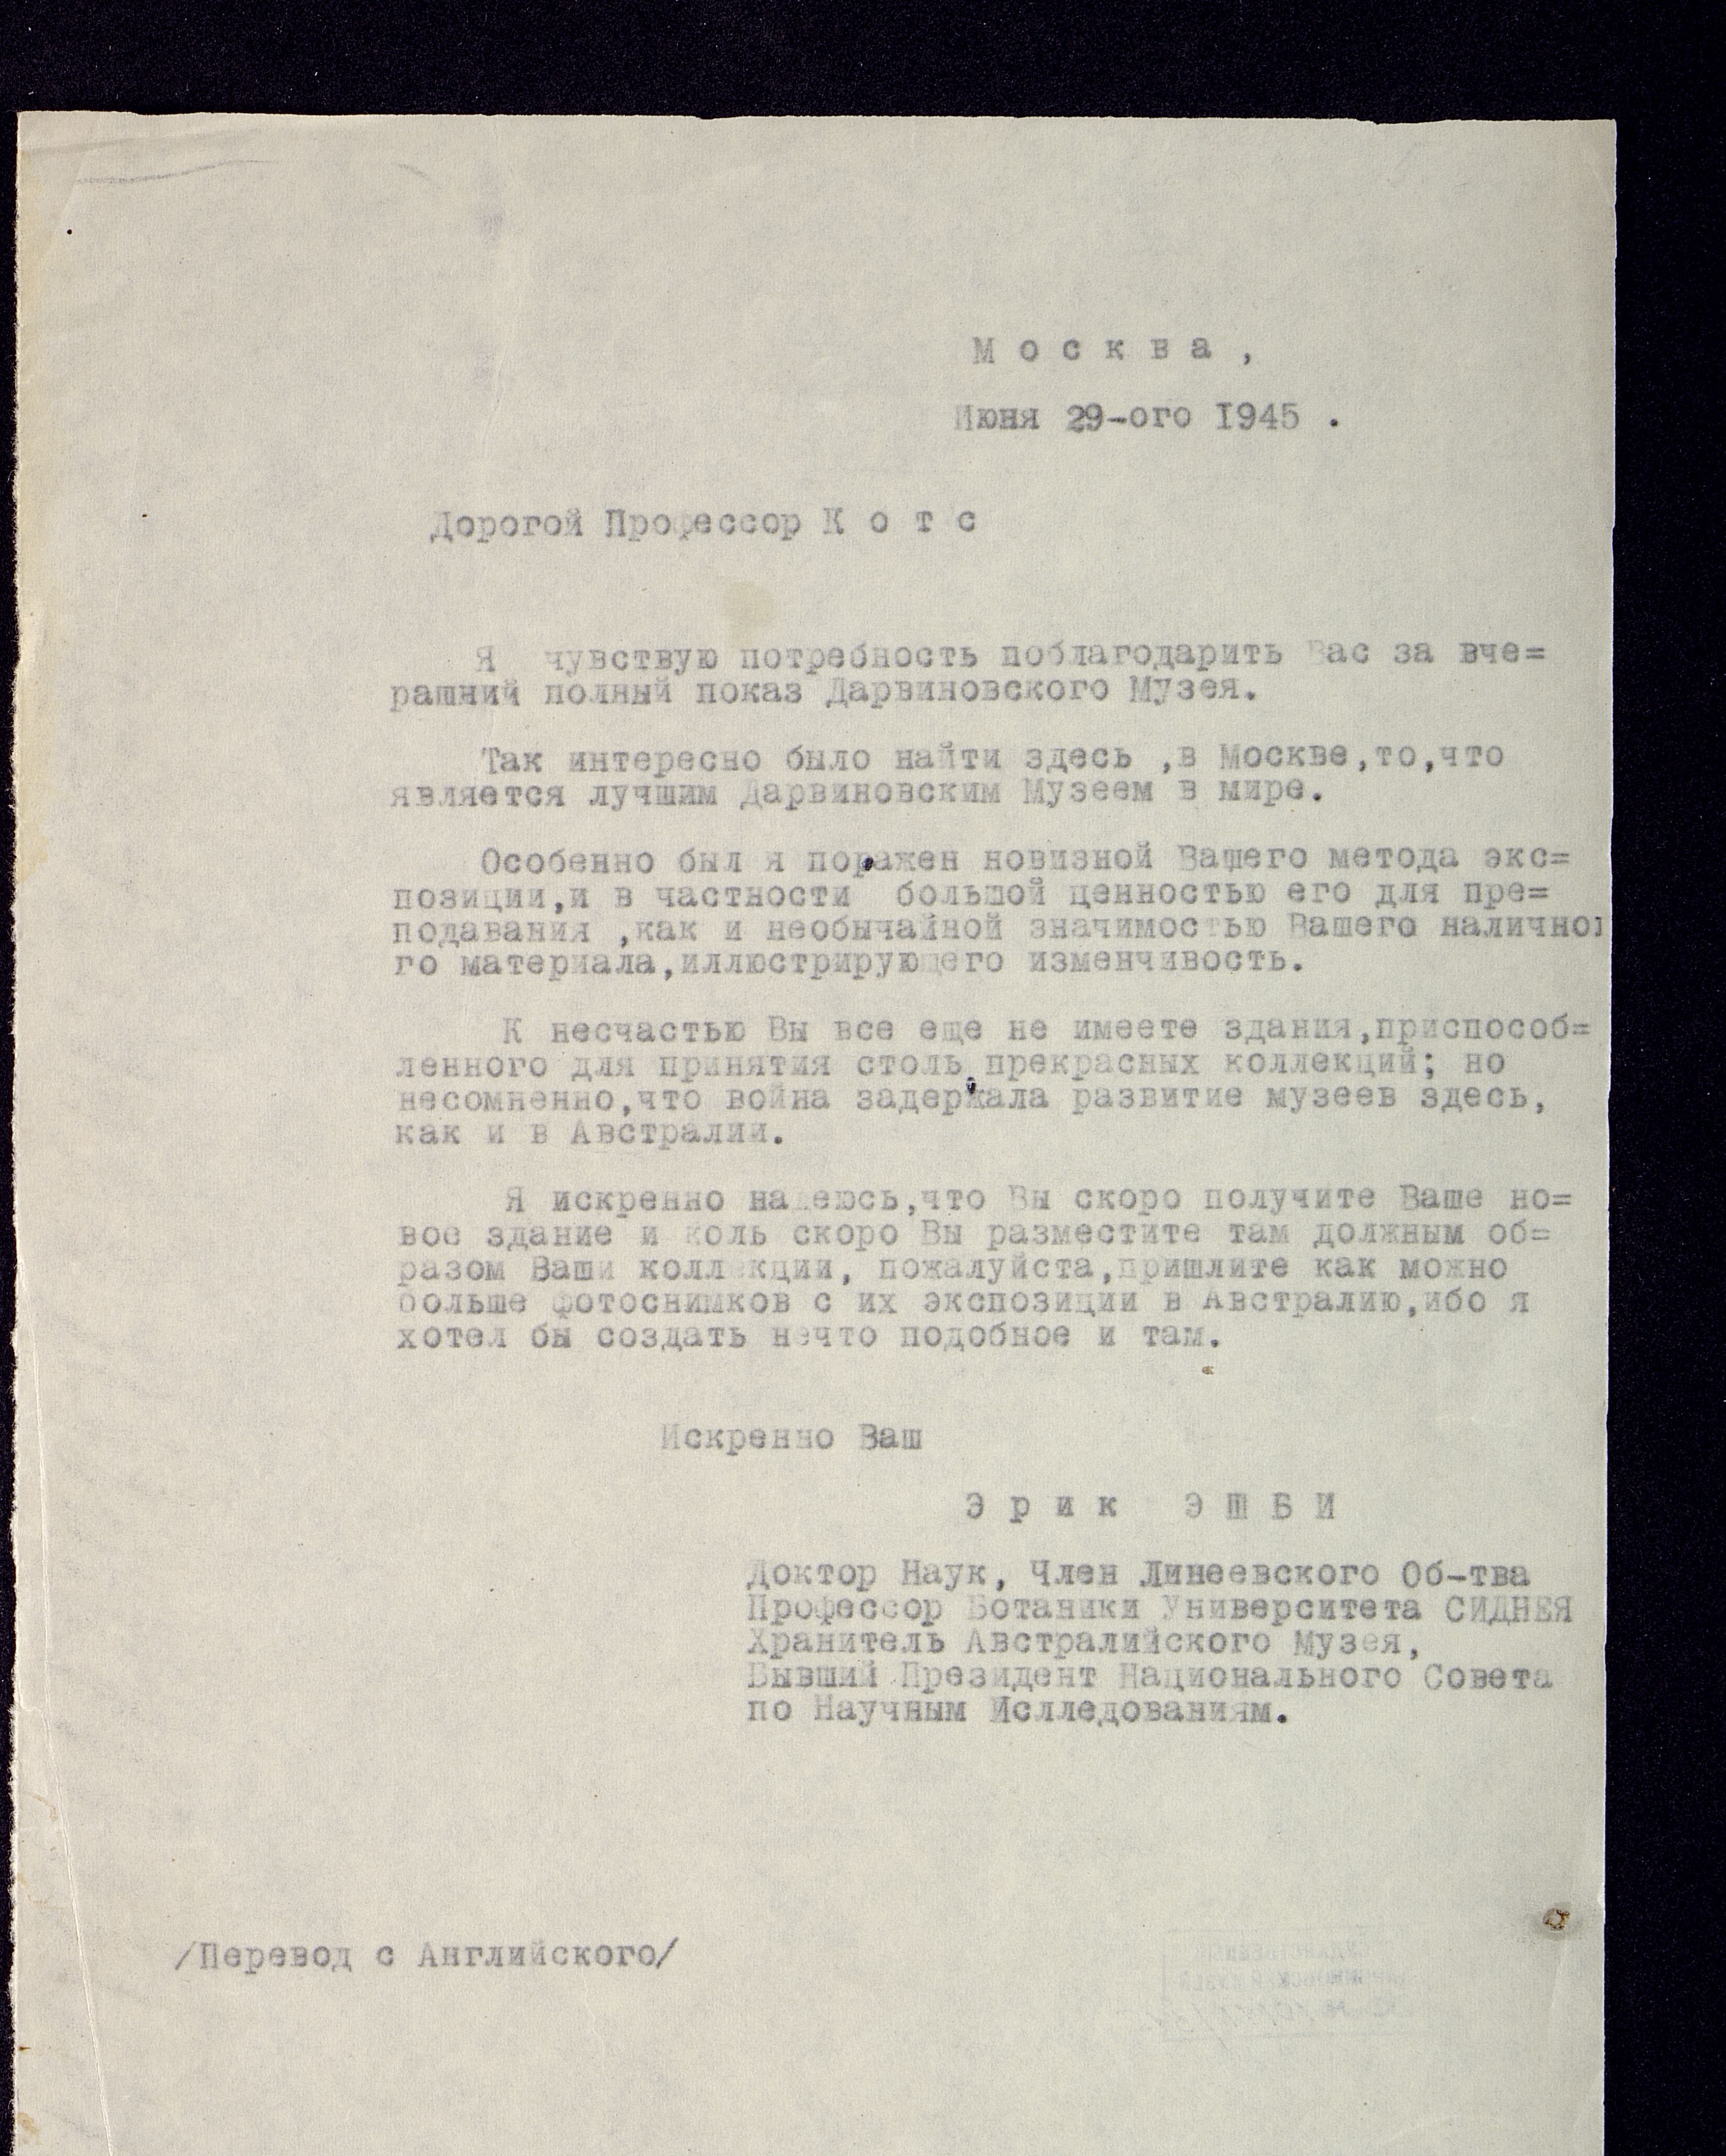 М о с к в а ,
Июня 29-ого 1945 .
Дорогой Профессор К о т с
Я чувствую потребность поблагодарить Вас за вче=
рашний полный показ Дарвиновского Музея.
Так интересно было найти здесь ,в Москве,то,что
является лучшим Дарвиновским Музеем в мире.
Особенно был я поражен новизной Вашего метода экс=
позиции,и в частности большой ценностью его для пре=
подавания ,как и необычайной значимостью Вашего налично
го материала,иллюстрирующего изменчивость.
К несчастью Вы все еще не имеете здания,приспособ=
ленного для принятия столь прекрасных коллекций; но
несомненно,что война задержала развитие музеев здесь,
как и в Австралии.
Я искренно надеюсь,что Вы скоро получите Ваше но=
вое здание и коль скоро Вы разместите там должным об=
разом Ваши коллекции, пожалуйста,пришлите как можно
больше фотоснимков с их экспозиции в Австралию,ибо я
хотел бы создать нечто подобное и там.
Искренно Ваш
Э р и к Э Ш Б И
Доктор Наук, Член Линеевского Об-тва
Профессор Ботаники Университета СИДНЕЯ
Хранитель Австралийского Музея,
Бывший Президент Национального Совета
по Научным Ислледованиям.
/Перевод с Английского/